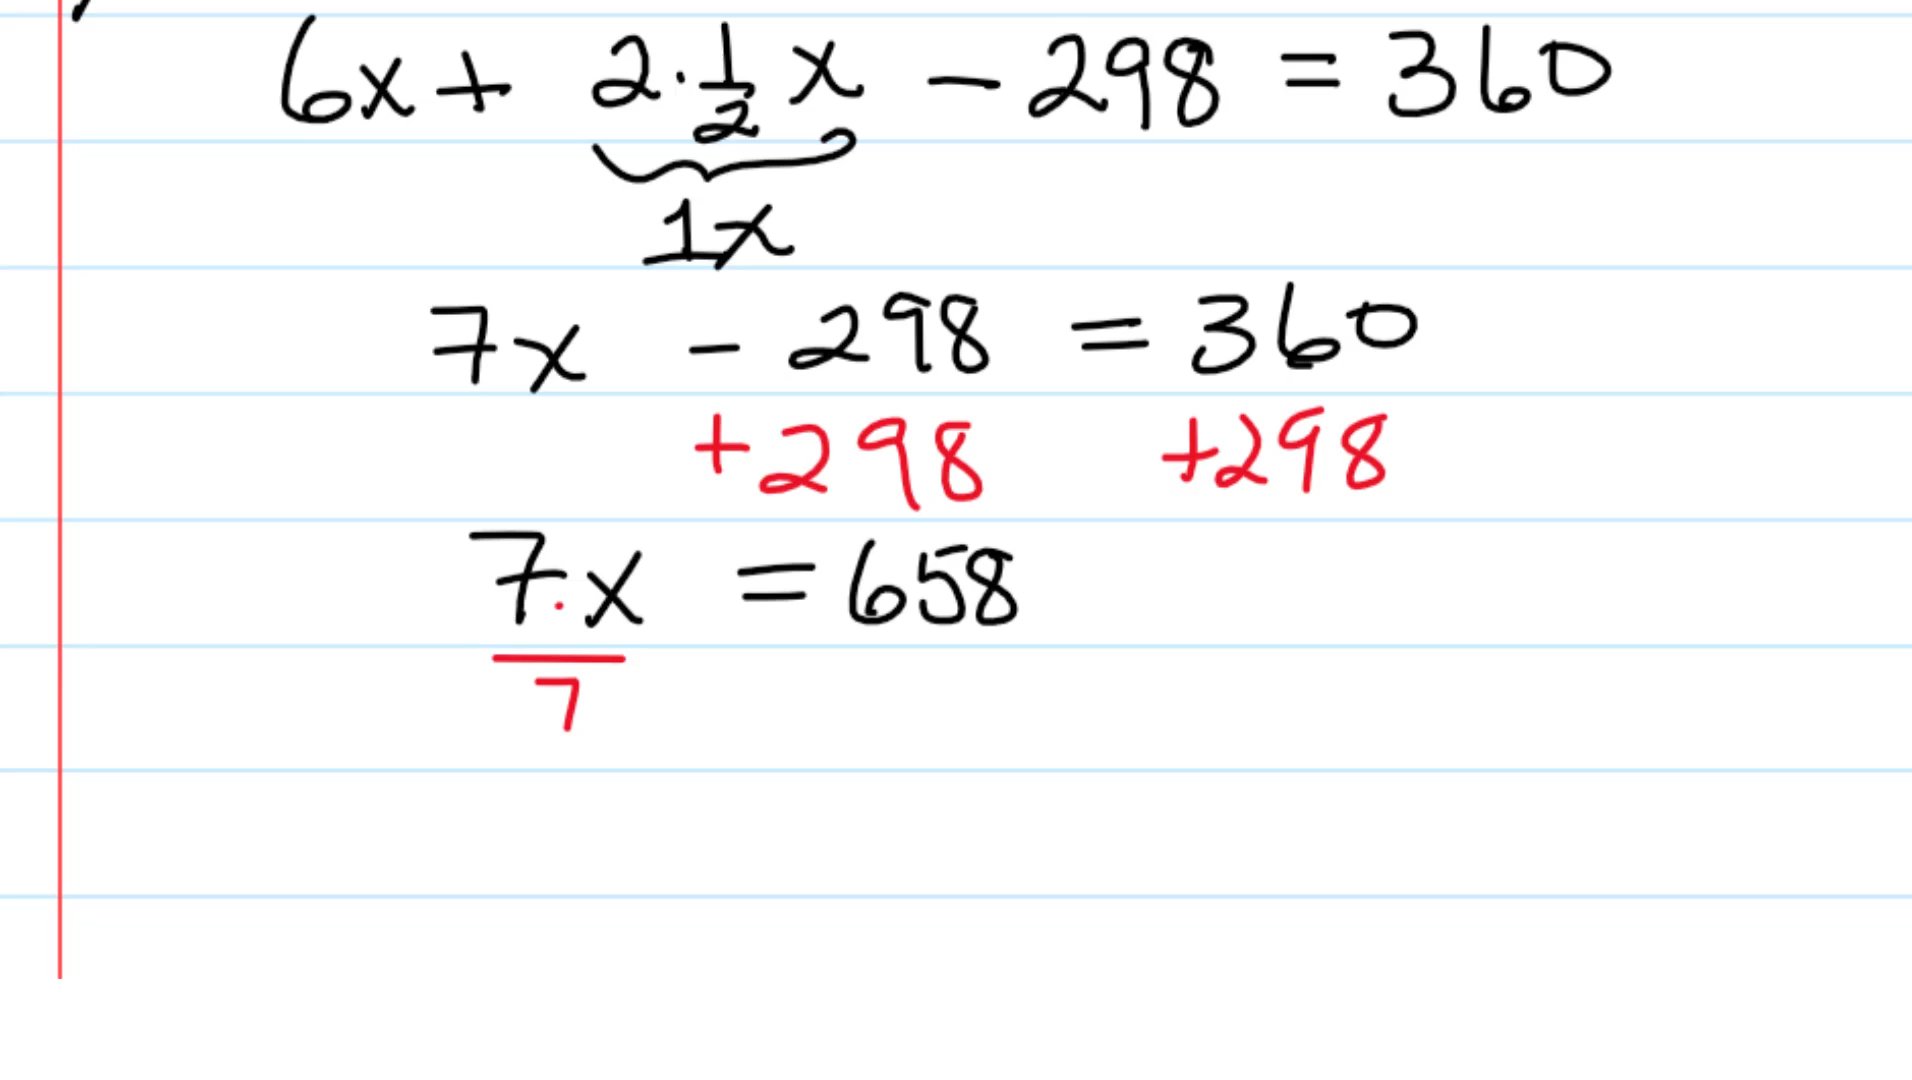 6x + 2·½x − 298 = 360
1x
7x − 298 = 360
+298 +298
7·x = 658
7